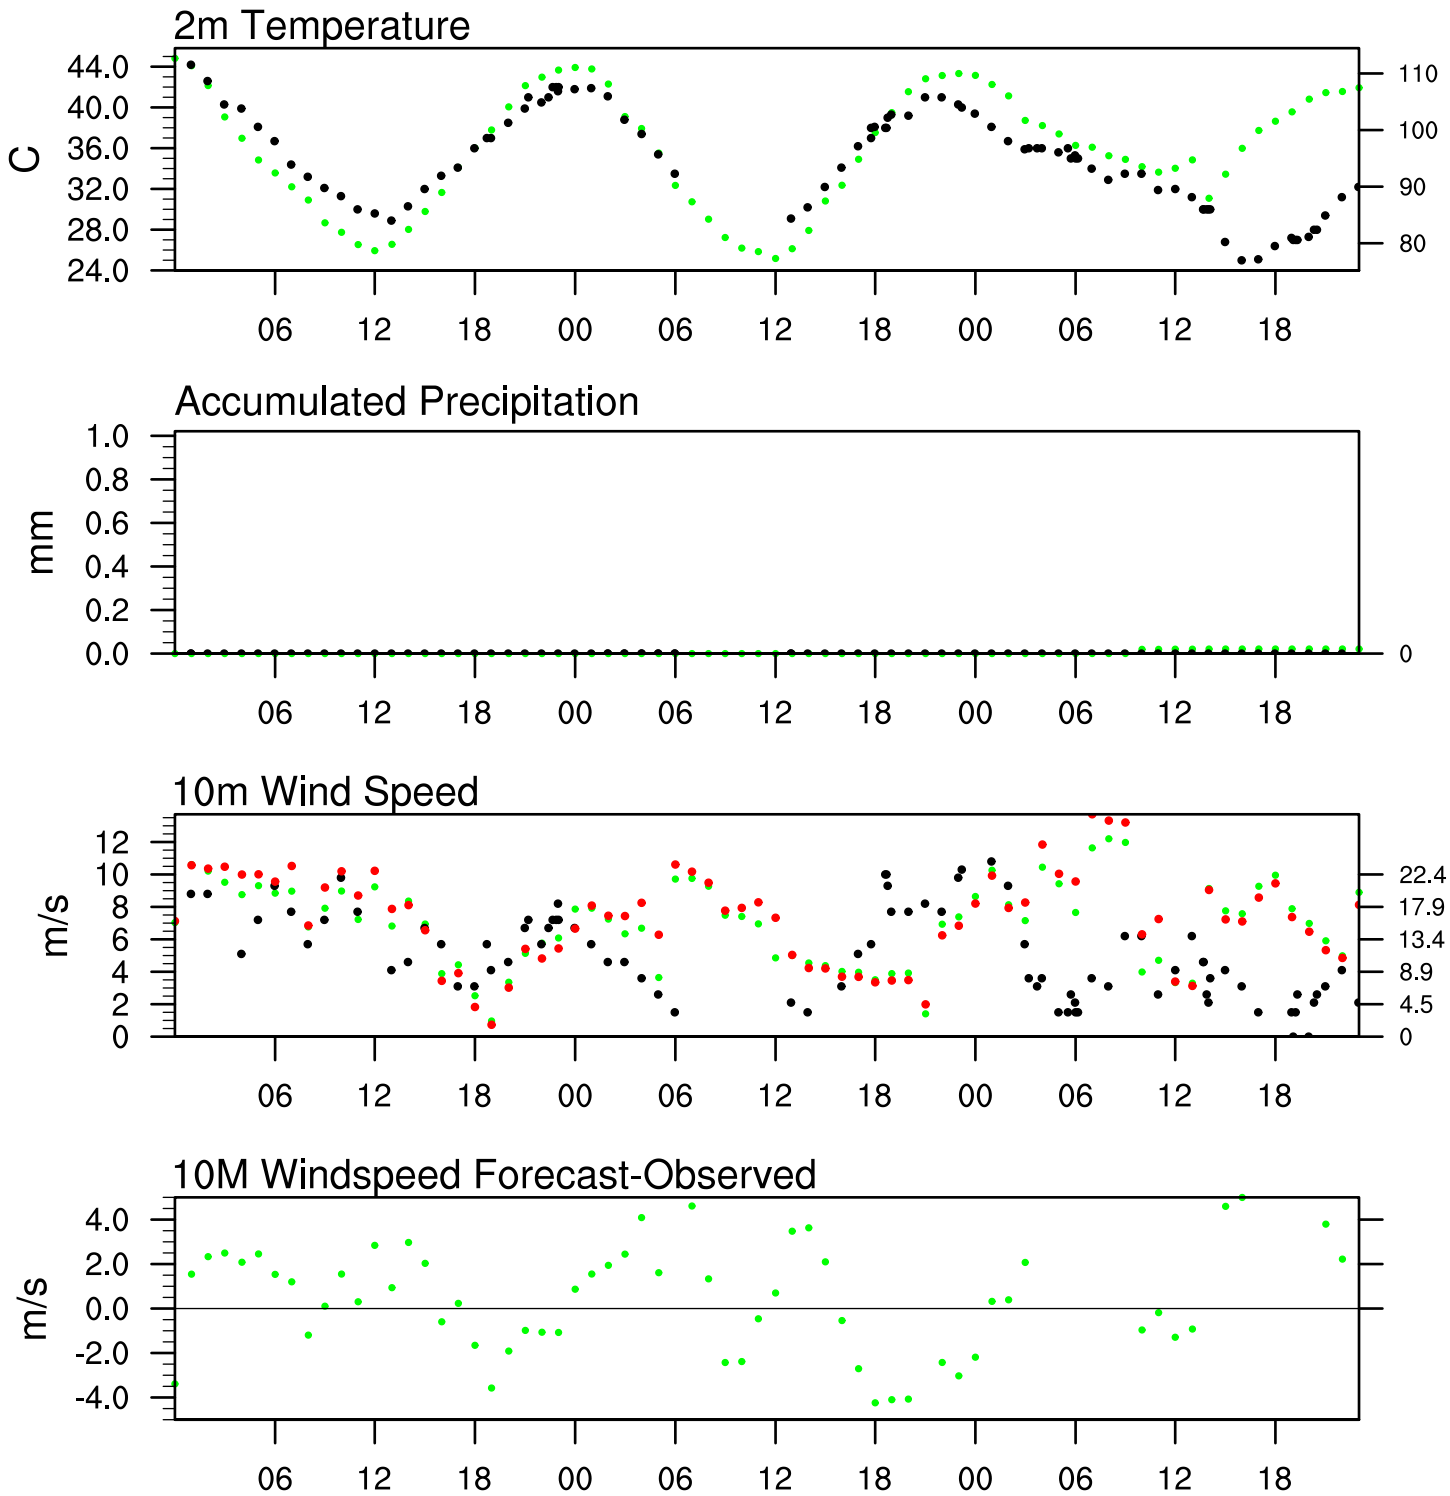 2m Temperature
44.0
40.0
36.0
32.0
28.0
24.0
C
110
100
90
80
06 12 18 00 06 12 18 00 06 12 18
Accumulated Precipitation
1.0
0.8
0.6
0.4
0.2
0.0
mm
0
06 12 18 00 06 12 18 00 06 12 18
10m Wind Speed
12
10
8
6
4
2
0
m/s
22.4
17.9
13.4
8.9
4.5
0
06 12 18 00 06 12 18 00 06 12 18
10M Windspeed Forecast-Observed
4.0
2.0
0.0
-2.0
-4.0
m/s
06 12 18 00 06 12 18 00 06 12 18